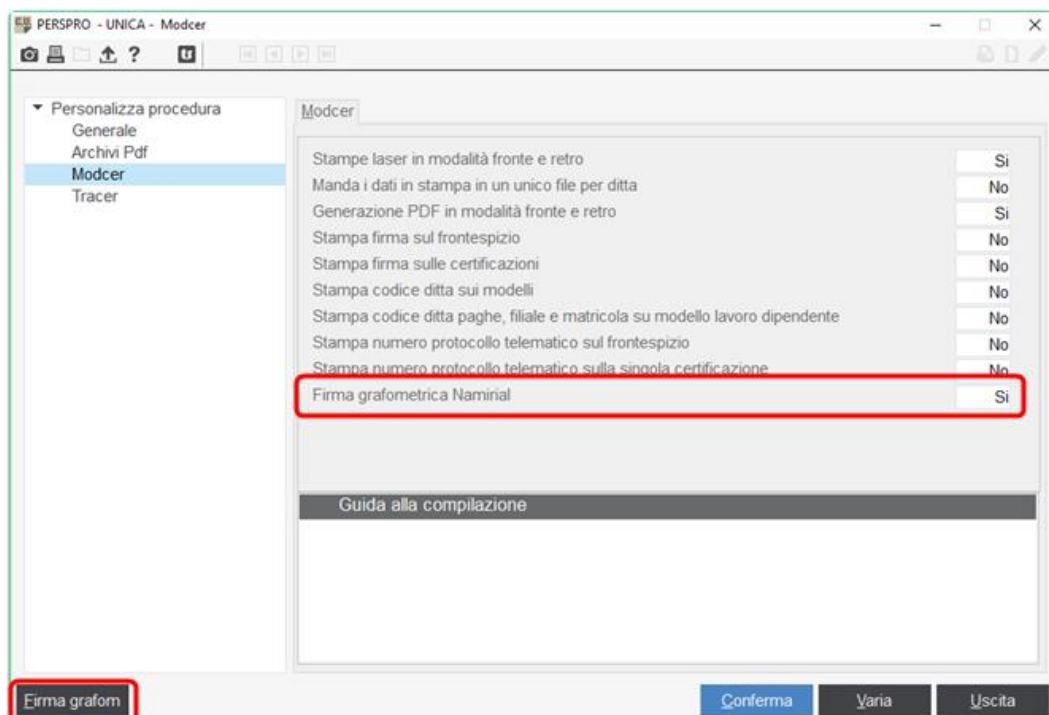 PERSPRO - UNICA - Modcer
Personalizza procedura
Generale
Archivi Pdf
Modcer
Tracer
Modcer
Stampe laser in modalità fronte e retro Si
Manda i dati in stampa in un unico file per ditta No
Generazione PDF in modalità fronte e retro Si
Stampa firma sul frontespizio No
Stampa firma sulle certificazioni No
Stampa codice ditta sui modelli No
Stampa codice ditta paghe, filiale e matricola su modello lavoro dipendente No
Stampa numero protocollo telematico sul frontespizio No
Stampa numero protocollo telematico sulla singola certificazione No
Firma grafometrica Namirial Si
Guida alla compilazione
Firma grafom Conferma Varia Uscita